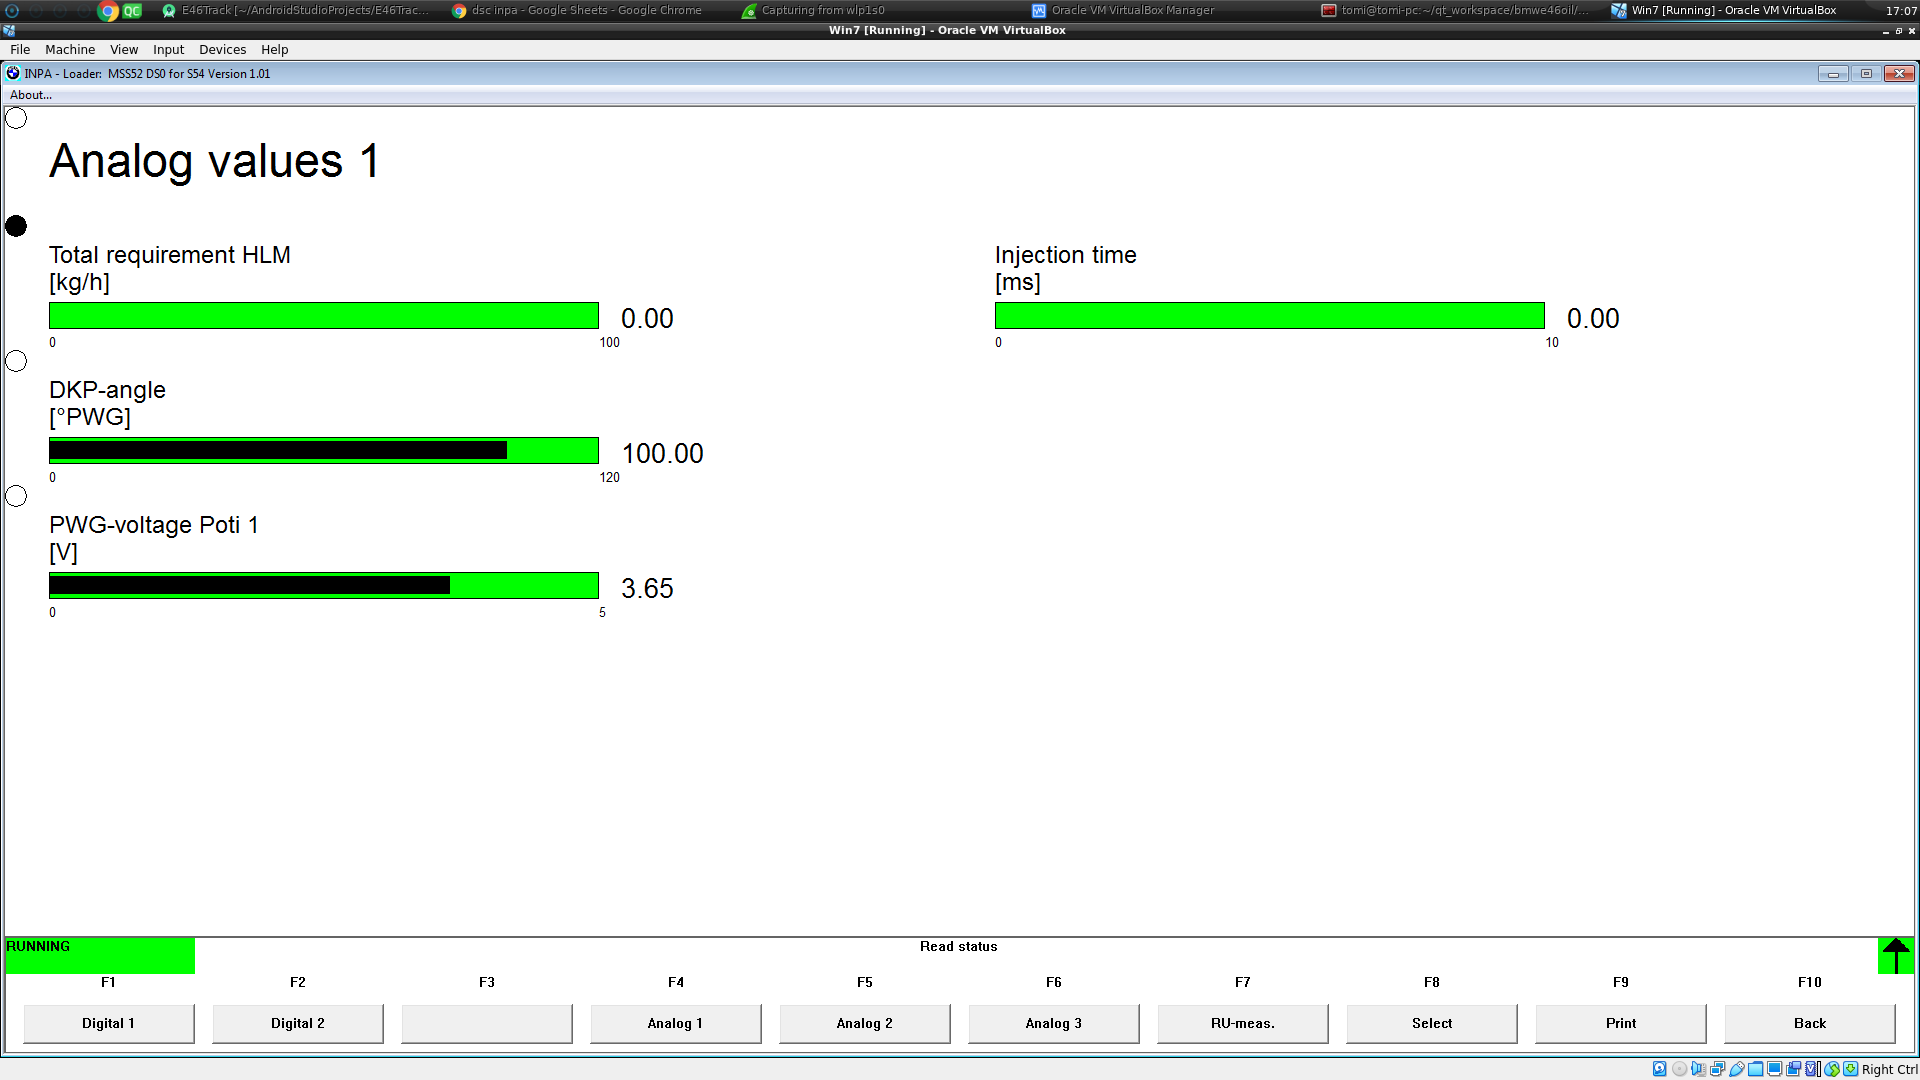 QC
E46Track [~/AndroidStudioProjects/E46Trac...
dsc inpa - Google Sheets - Google Chrome
Capturing from wlp1s0
Oracle VM VirtualBox Manager
tomi@tomi-pc:~/qt_workspace/bmwe46oil/...
Win7 [Running] - Oracle VM VirtualBox
17:07
Win7 [Running] - Oracle VM VirtualBox
File Machine View Input Devices Help
INPA - Loader: MSS52 DS0 for S54 Version 1.01
About...
Analog values 1
Total requirement HLM
[kg/h]
0.00
0 100
Injection time
[ms]
0.00
0 10
DKP-angle
[°PWG]
100.00
0 120
PWG-voltage Poti 1
[V]
3.65
0 5
RUNNING
Read status
F1 F2 F3 F4 F5 F6 F7 F8 F9 F10
Digital 1 Digital 2 Analog 1 Analog 2 Analog 3 RU-meas. Select Print Back
Right Ctrl